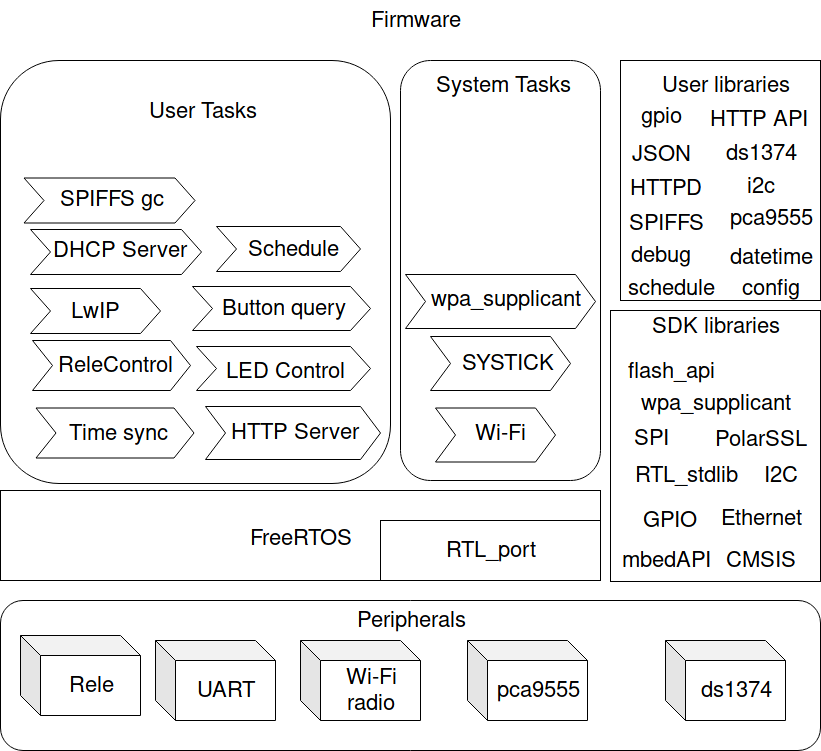 Firmware
User Tasks
SPIFFS gc
DHCP Server
Schedule
LwIP
Button query
ReleControl
LED Control
Time sync
HTTP Server
System Tasks
wpa_supplicant
SYSTICK
Wi-Fi
User libraries
gpio
HTTP API
JSON
ds1374
HTTPD
i2c
SPIFFS
pca9555
debug
datetime
schedule
config
SDK libraries
flash_api
wpa_supplicant
SPI
PolarSSL
RTL_stdlib
I2C
GPIO
Ethernet
mbedAPI
CMSIS
FreeRTOS
RTL_port
Peripherals
Rele
UART
Wi-Fi
radio
pca9555
ds1374